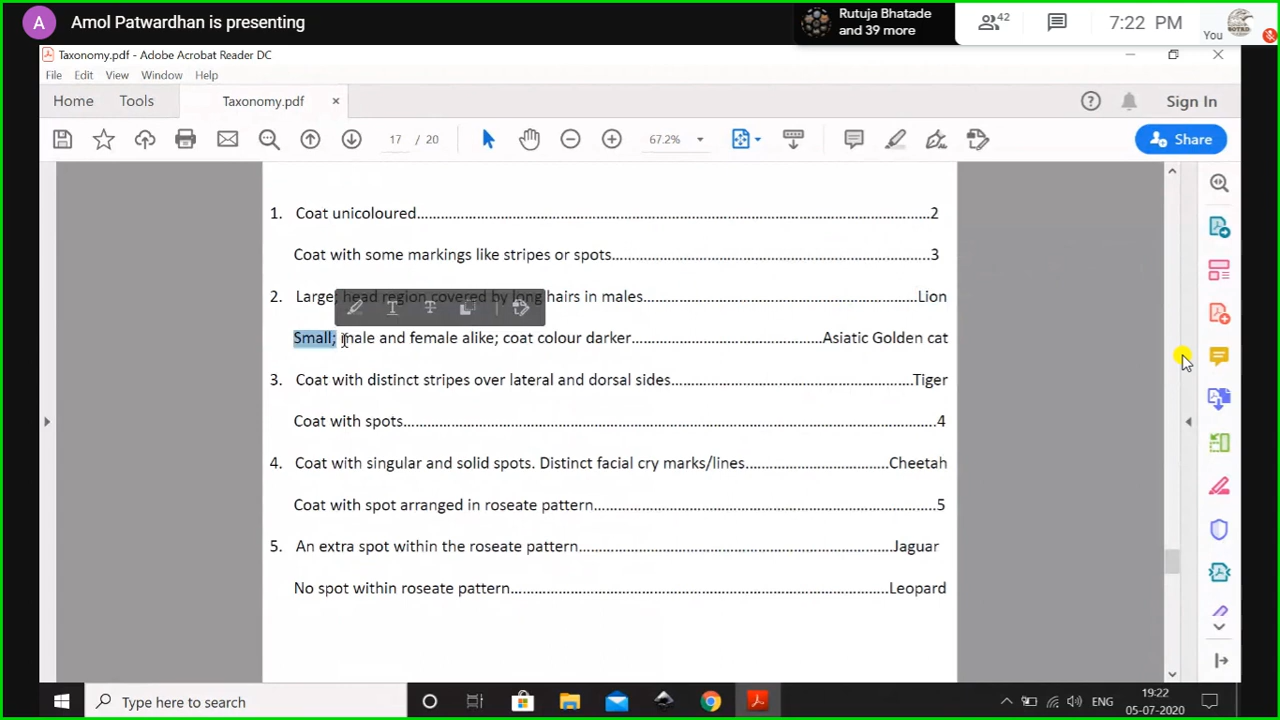 A Amol Patwardhan is presenting
Rutuja Bhatade
and 39 more
42
7:22 PM
You
Taxonomy.pdf - Adobe Acrobat Reader DC
File Edit View Window Help
Home Tools Taxonomy.pdf × Sign In
17 / 20 67.2% Share
1. Coat unicoloured.......................................................................................................2
Coat with some markings like stripes or spots...............................................................3
2. Large; head region covered by long hairs in males.....................................................Lion
Small; male and female alike; coat colour darker....................................Asiatic Golden cat
3. Coat with distinct stripes over lateral and dorsal sides..............................................Tiger
Coat with spots..........................................................................................................4
4. Coat with singular and solid spots. Distinct facial cry marks/lines...........................Cheetah
Coat with spot arranged in roseate pattern....................................................................5
5. An extra spot within the roseate pattern..............................................................Jaguar
No spot within roseate pattern............................................................................Leopard
Type here to search
ENG
19:22
05-07-2020